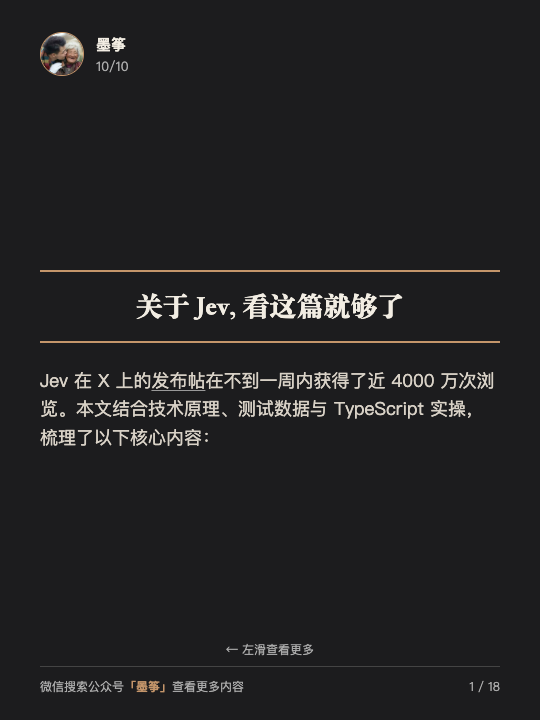 墨筝
10/10
关于 Jev, 看这篇就够了
Jev 在 X 上的发布帖在不到一周内获得了近 4000 万次浏
览。本文结合技术原理、测试数据与 TypeScript 实操，
梳理了以下核心内容：
← 左滑查看更多
微信搜索公众号「墨筝」查看更多内容
1 / 18